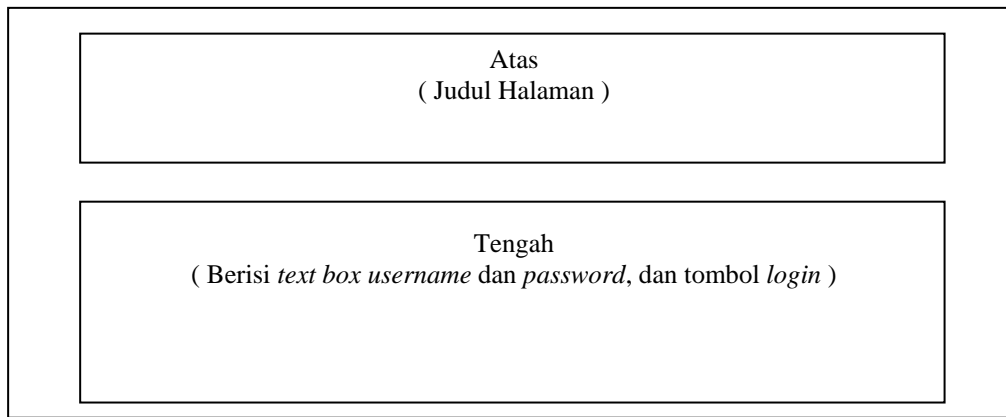 Atas
( Judul Halaman )
Tengah
( Berisi text box username dan password, dan tombol login )